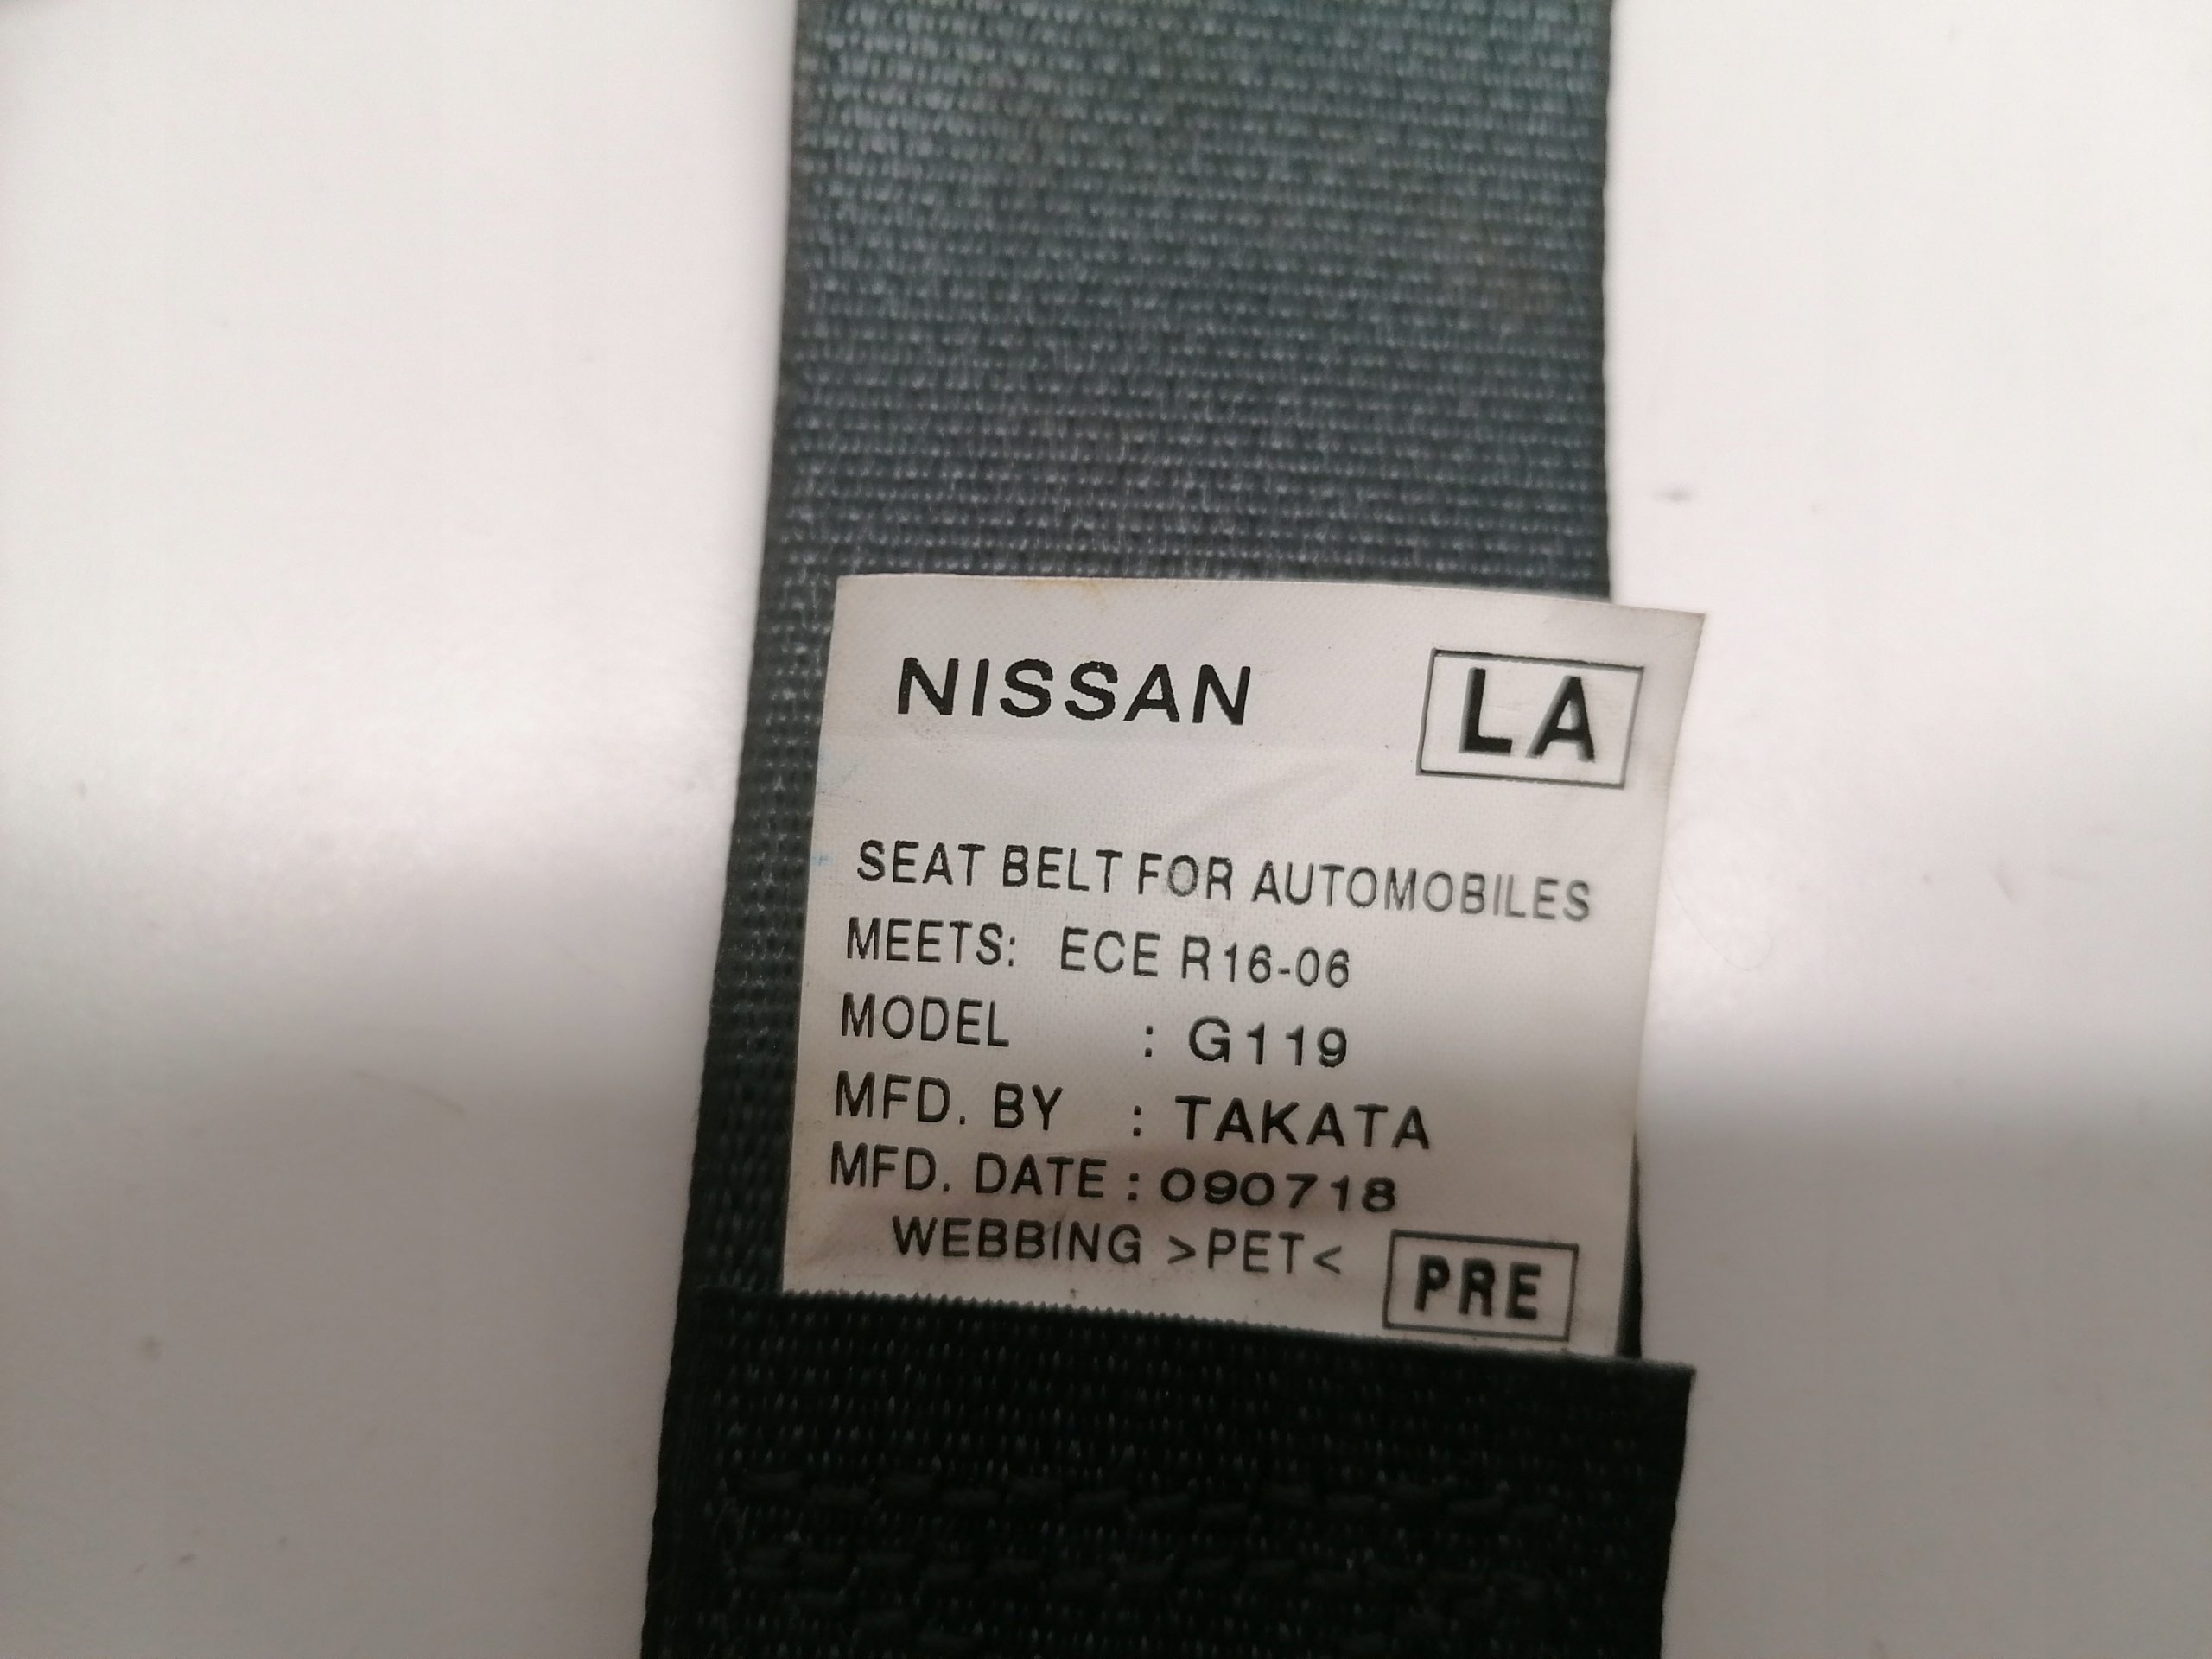 NISSAN LA
SEAT BELT FOR AUTOMOBILES
MEETS: ECE R16-06
MODEL : G119
MFD. BY : TAKATA
MFD. DATE : 090718
WEBBING >PET< PRE